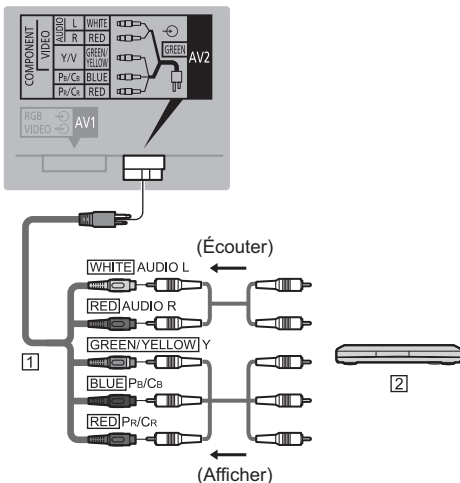 COMPONENT
VIDEO
AUDIO
L WHITE
R RED
Y/V GREEN/
YELLOW
PB/CB BLUE
PR/CR RED
GREEN
AV2
RGB
VIDEO
AV1
(Écouter)
WHITE AUDIO L
RED AUDIO R
GREEN/YELLOW Y
BLUE PB/CB
RED PR/CR
1
2
(Afficher)